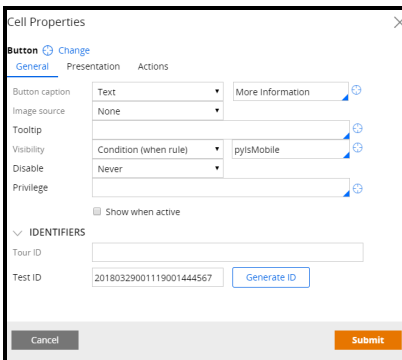 Cell Properties
Button Change
General Presentation Actions
Button caption Text More Information
Image source None
Tooltip
Visibility Condition (when rule) pyIsMobile
Disable Never
Privilege
Show when active
IDENTIFIERS
Tour ID
Test ID 20180329001119001444567 Generate ID
Cancel Submit